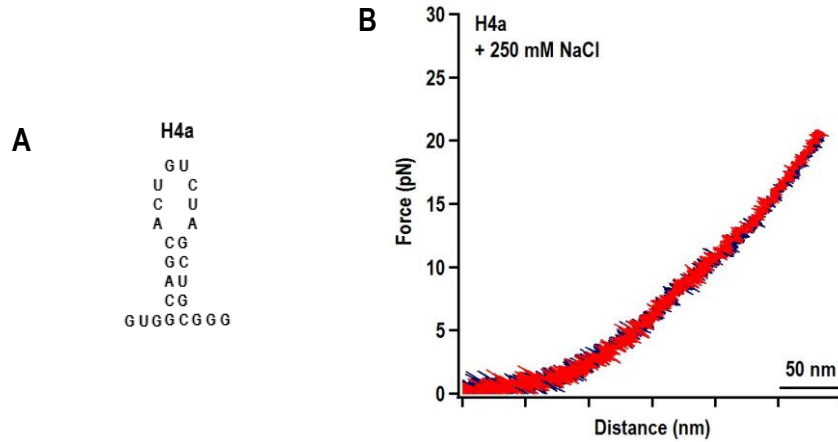 A
H4a
G U
U C
C U
A A
C G
G C
A U
C G
G U G G C G G G
B
H4a
+ 250 mM NaCl
30
25
20
15
10
5
0
Force (pN)
50 nm
Distance (nm)